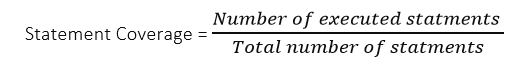 Number of executed statments
Statement Coverage =
Total number of statments